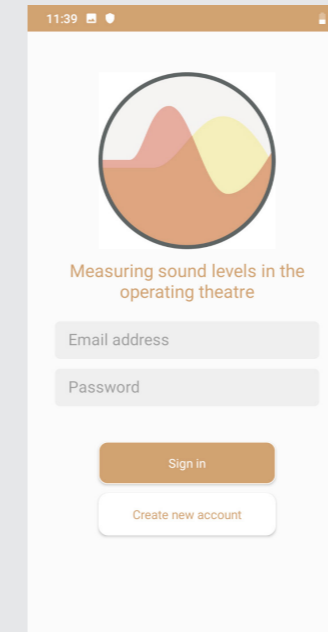 11:39
Measuring sound levels in the
operating theatre
Email address
Password
Sign in
Create new account